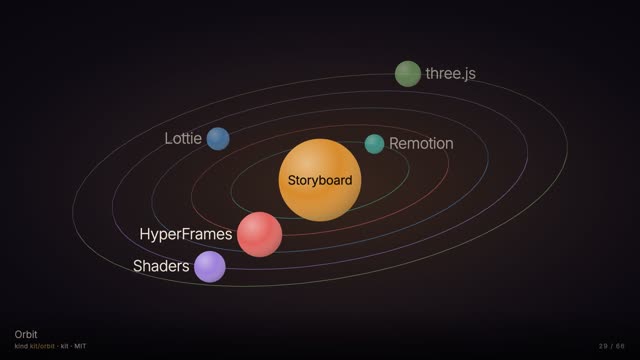 three.js
Lottie
Remotion
Storyboard
HyperFrames
Shaders
Orbit
kind kit/orbit · kit · MIT
29 / 66